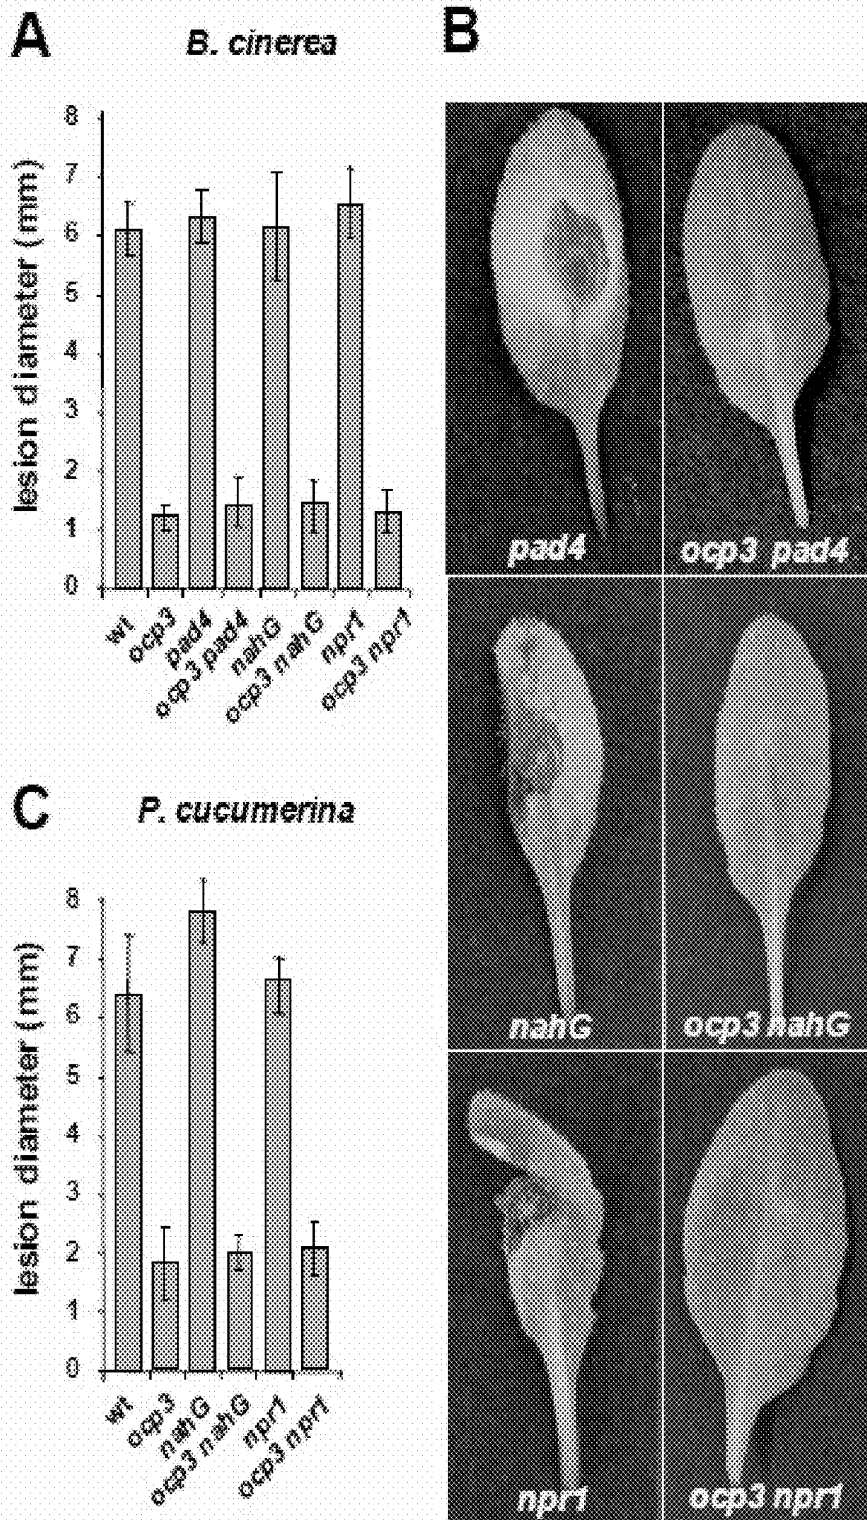 A
B. cinerea
lesion diameter (mm)
8
7
6
5
4
3
2
1
0
wt
ocp3
pad4
ocp3 pad4
nahG
ocp3 nahG
npr1
ocp3 npr1
B
pad4
ocp3 pad4
nahG
ocp3 nahG
npr1
ocp3 npr1
C
P. cucumerina
lesion diameter (mm)
8
7
6
5
4
3
2
1
0
wt
ocp3
nahG
ocp3 nahG
npr1
ocp3 npr1